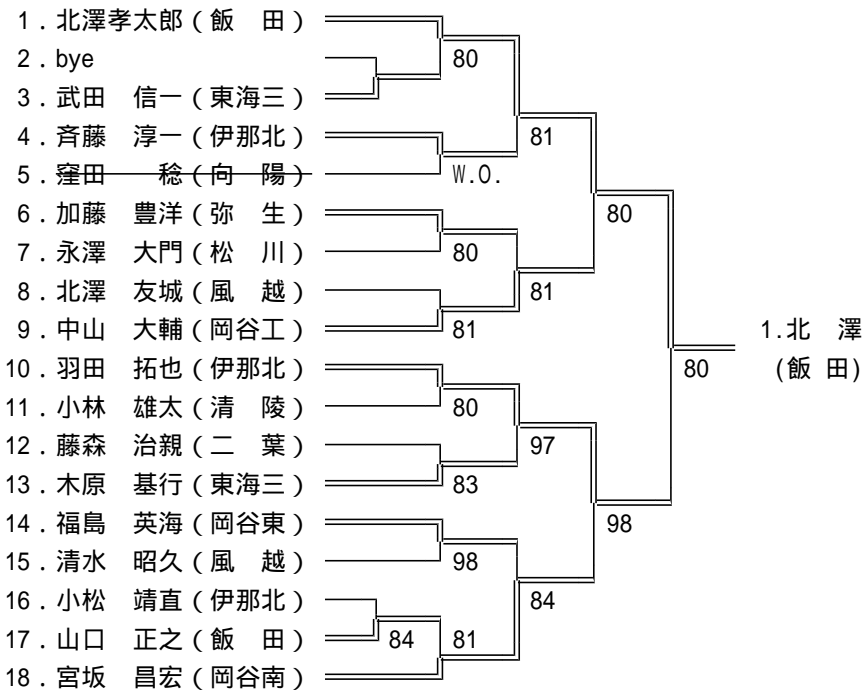 1．北澤孝太郎（飯　田）
2．bye
80
3．武田　信一（東海三）
4．斉藤　淳一（伊那北）
81
5．窪田　　稔（向　陽）
W.O.
6．加藤　豊洋（弥　生）
80
7．永澤　大門（松　川）
80
8．北澤　友城（風　越）
81
9．中山　大輔（岡谷工）
81
1.北　澤
10．羽田　拓也（伊那北）
80
(飯 田)
11．小林　雄太（清　陵）
80
12．藤森　治親（二　葉）
97
13．木原　基行（東海三）
83
14．福島　英海（岡谷東）
98
15．清水　昭久（風　越）
98
16．小松　靖直（伊那北）
84
17．山口　正之（飯　田）
84
81
18．宮坂　昌宏（岡谷南）